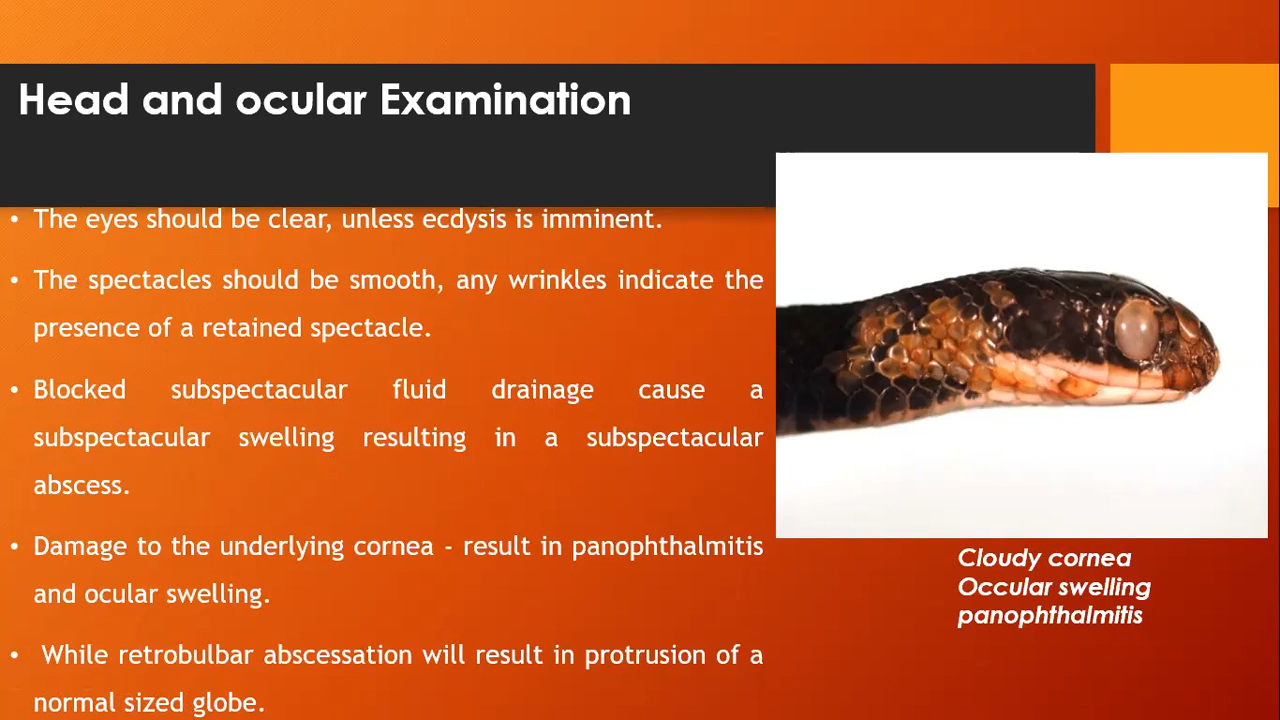 Head and ocular Examination
• The eyes should be clear, unless ecdysis is imminent.
• The spectacles should be smooth, any wrinkles indicate the
presence of a retained spectacle.
• Blocked subspectacular fluid drainage cause a
subspectacular swelling resulting in a subspectacular
abscess.
• Damage to the underlying cornea - result in panophthalmitis
and ocular swelling.
• While retrobulbar abscessation will result in protrusion of a
normal sized globe.
Cloudy cornea
Occular swelling
panophthalmitis